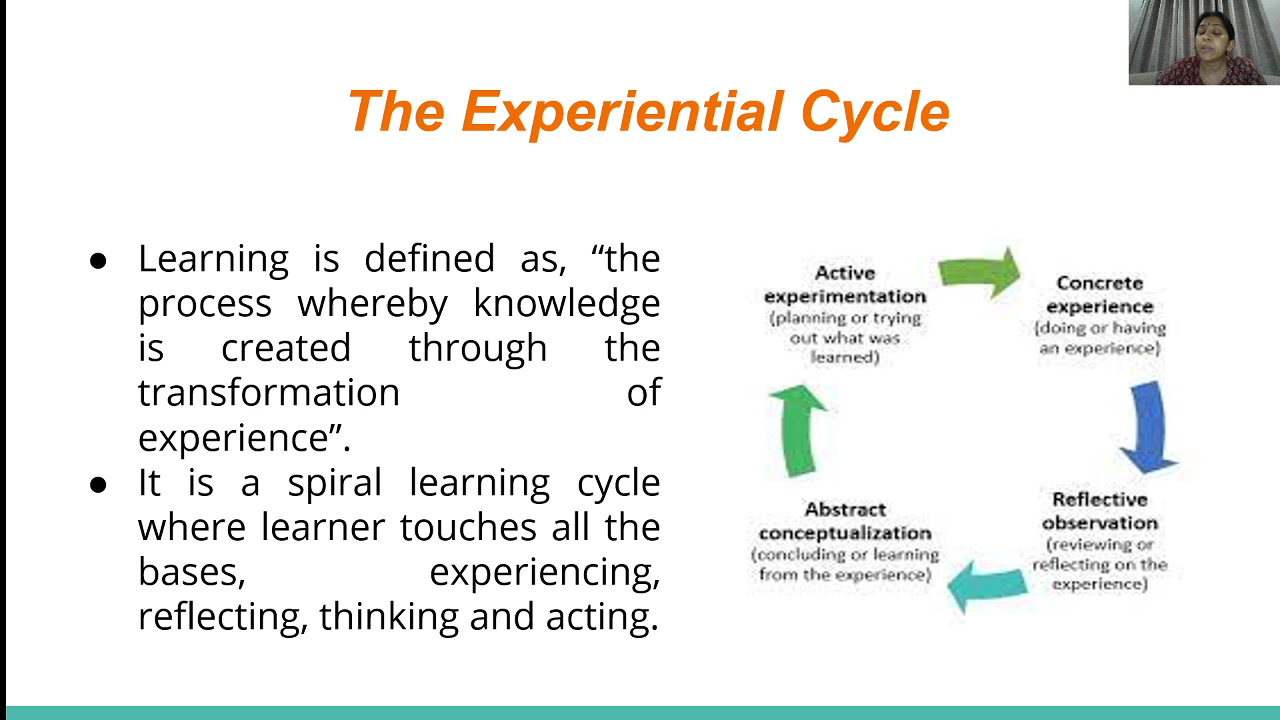 The Experiential Cycle
● Learning is defined as, “the
process whereby knowledge
is created through the
transformation of
experience”.
● It is a spiral learning cycle
where learner touches all the
bases, experiencing,
reflecting, thinking and acting.
Active
experimentation
(planning or trying
out what was
learned)
Concrete
experience
(doing or having
an experience)
Reflective
observation
(reviewing or
reflecting on the
experience)
Abstract
conceptualization
(concluding or learning
from the experience)